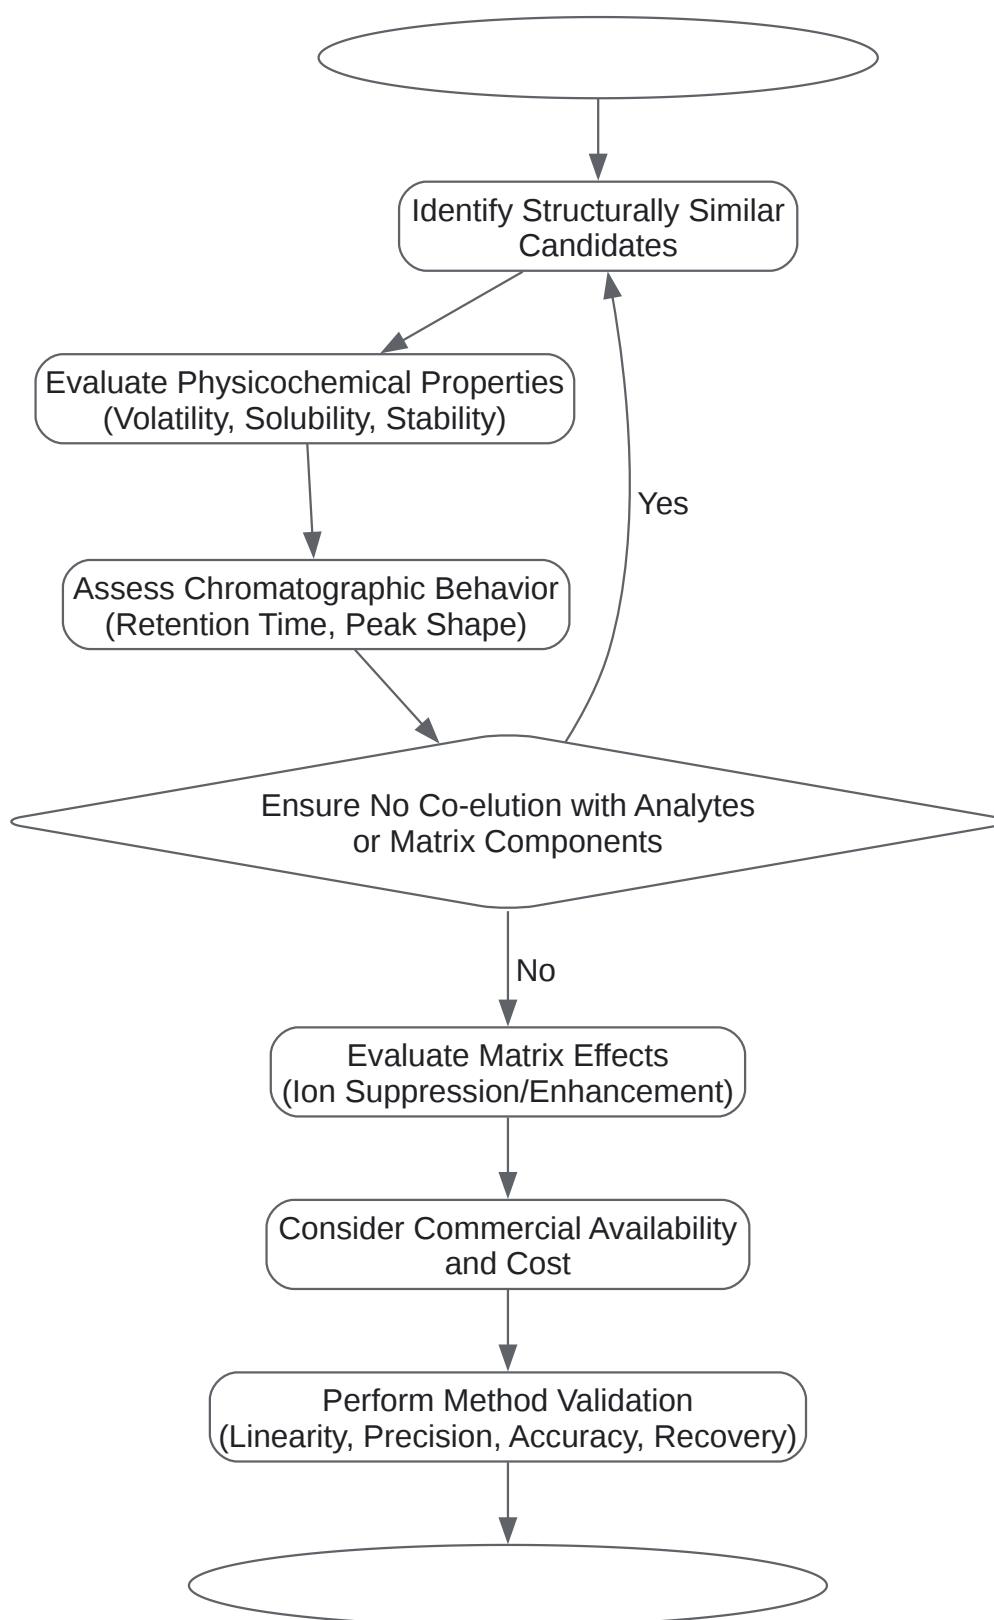 Identify Structurally Similar
Candidates
Evaluate Physicochemical Properties
(Volatility, Solubility, Stability)
Yes
Assess Chromatographic Behavior
(Retention Time, Peak Shape)
Ensure No Co-elution with Analytes
or Matrix Components
No
Evaluate Matrix Effects
(Ion Suppression/Enhancement)
Consider Commercial Availability
and Cost
Perform Method Validation
(Linearity, Precision, Accuracy, Recovery)